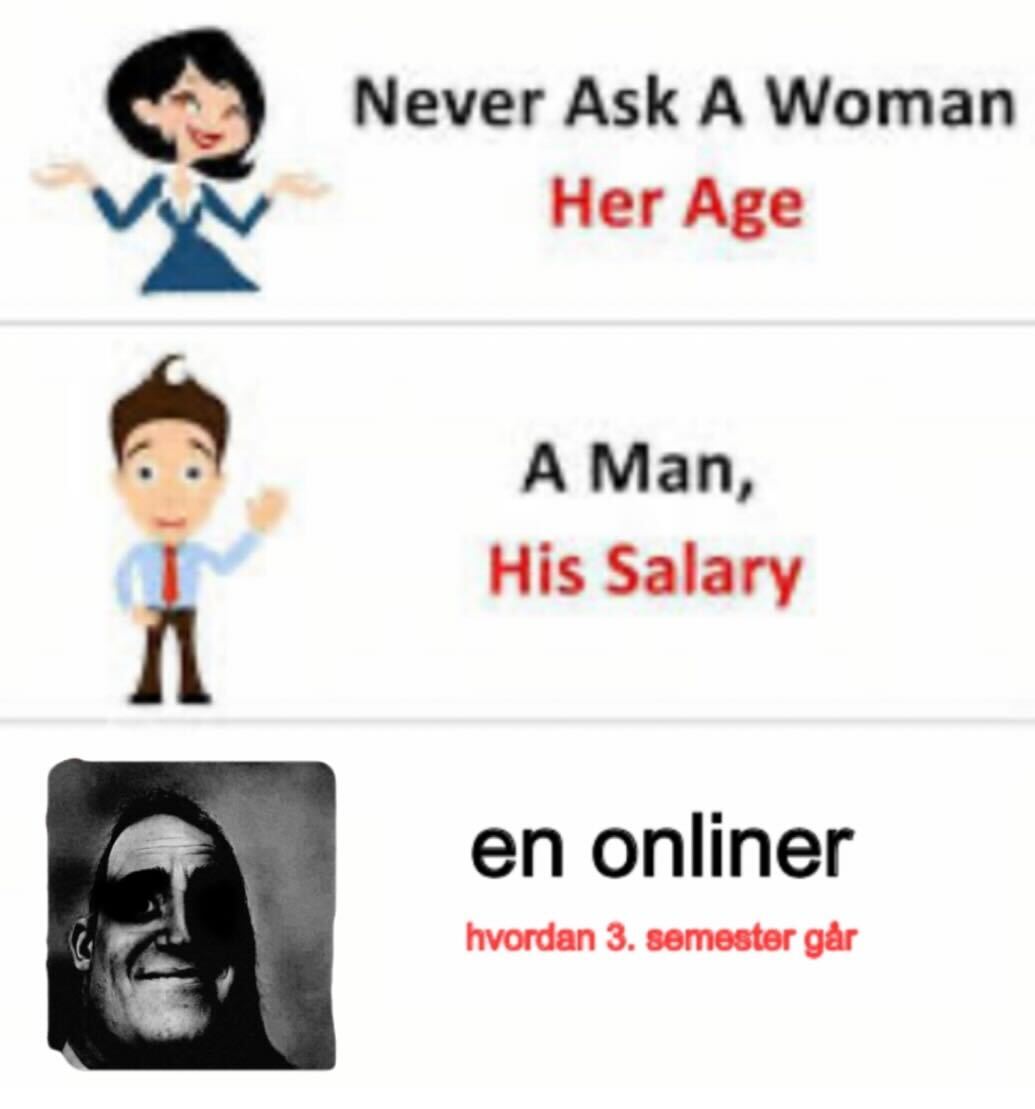 Never Ask A Woman
Her Age
A Man,
His Salary
en onliner
hvordan 3. semester går